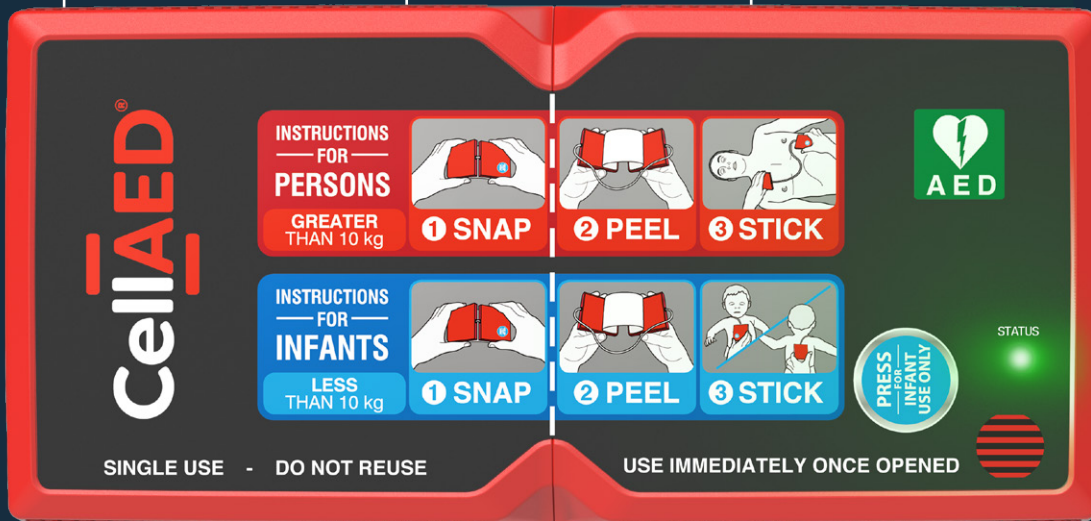 CellAED®
INSTRUCTIONS
FOR
PERSONS
GREATER
THAN 10 kg
1 SNAP
2 PEEL
3 STICK
INSTRUCTIONS
FOR
INFANTS
LESS
THAN 10 kg
1 SNAP
2 PEEL
3 STICK
AED
STATUS
PRESS
FOR
INFANT
USE ONLY
SINGLE USE - DO NOT REUSE
USE IMMEDIATELY ONCE OPENED